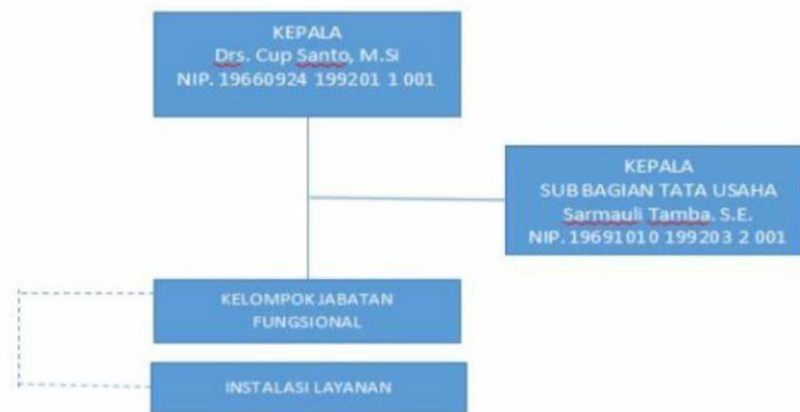 KEPALA
Drs. Cup Santo, M.Si
NIP. 19660924 199201 1 001
KEPALA
SUB BAGIAN TATA USAHA
Sarmauli Tamba. S.E.
NIP. 19691010 199203 2 001
KELOMPOK JABATAN
FUNGSIONAL
INSTALASI LAYANAN